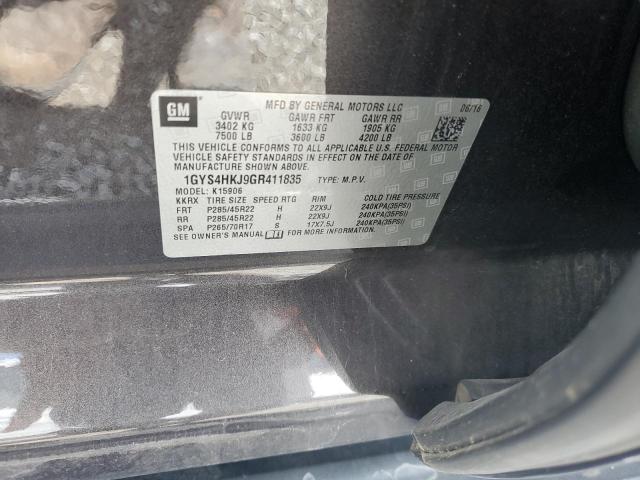 GM
MFD BY GENERAL MOTORS LLC 06/16
GVWR GAWR FRT GAWR RR
3402 KG 1633 KG 1905 KG
7500 LB 3600 LB 4200 LB
THIS VEHICLE CONFORMS TO ALL APPLICABLE U.S. FEDERAL MOTOR
VEHICLE SAFETY STANDARDS IN EFFECT ON THE DATE OF
MANUFACTURE SHOWN ABOVE.
1GYS4HKJ9GR411835 TYPE: M.P.V.
MODEL: K15906
KKRX TIRE SIZE SPEED RTG RIM COLD TIRE PRESSURE
FRT P285/45R22 H 22X9J 240KPA(35PSI)
RR P285/45R22 H 22X9J 240KPA(35PSI)
SPA P265/70R17 S 17X7.5J 240KPA(35PSI)
SEE OWNER'S MANUAL